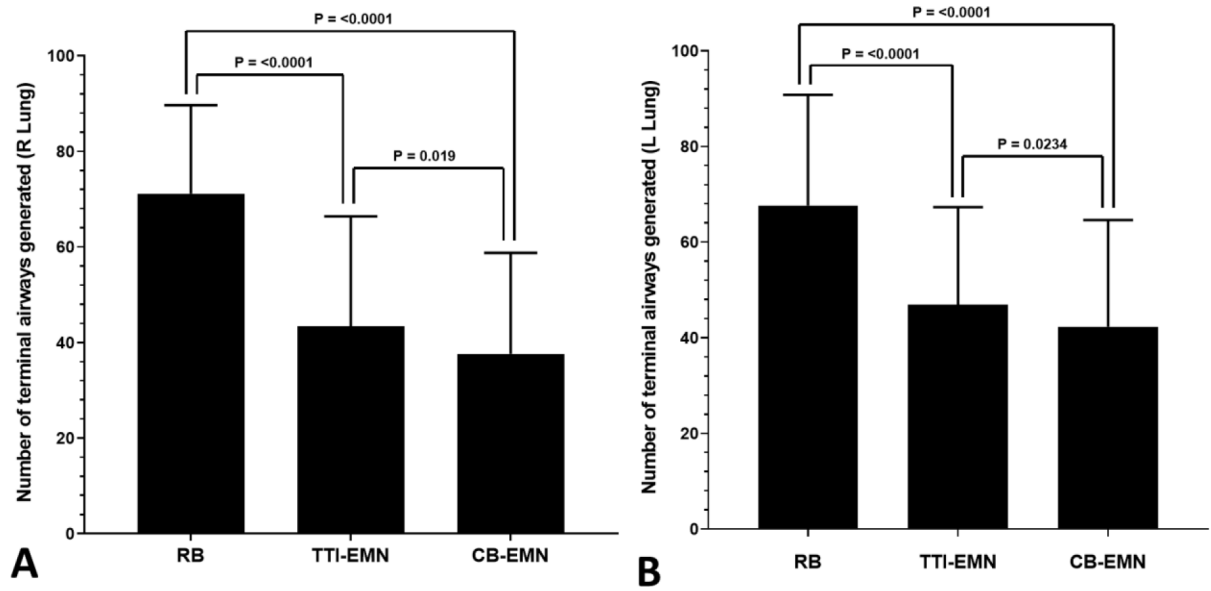 P = <0.0001
P = <0.0001
P = 0.019
Number of terminal airways generated (R Lung)
100
80
60
40
20
0
RB
TTI-EMN
CB-EMN
A
P = <0.0001
P = <0.0001
P = 0.0234
Number of terminal airways generated (L Lung)
100
80
60
40
20
0
RB
TTI-EMN
CB-EMN
B